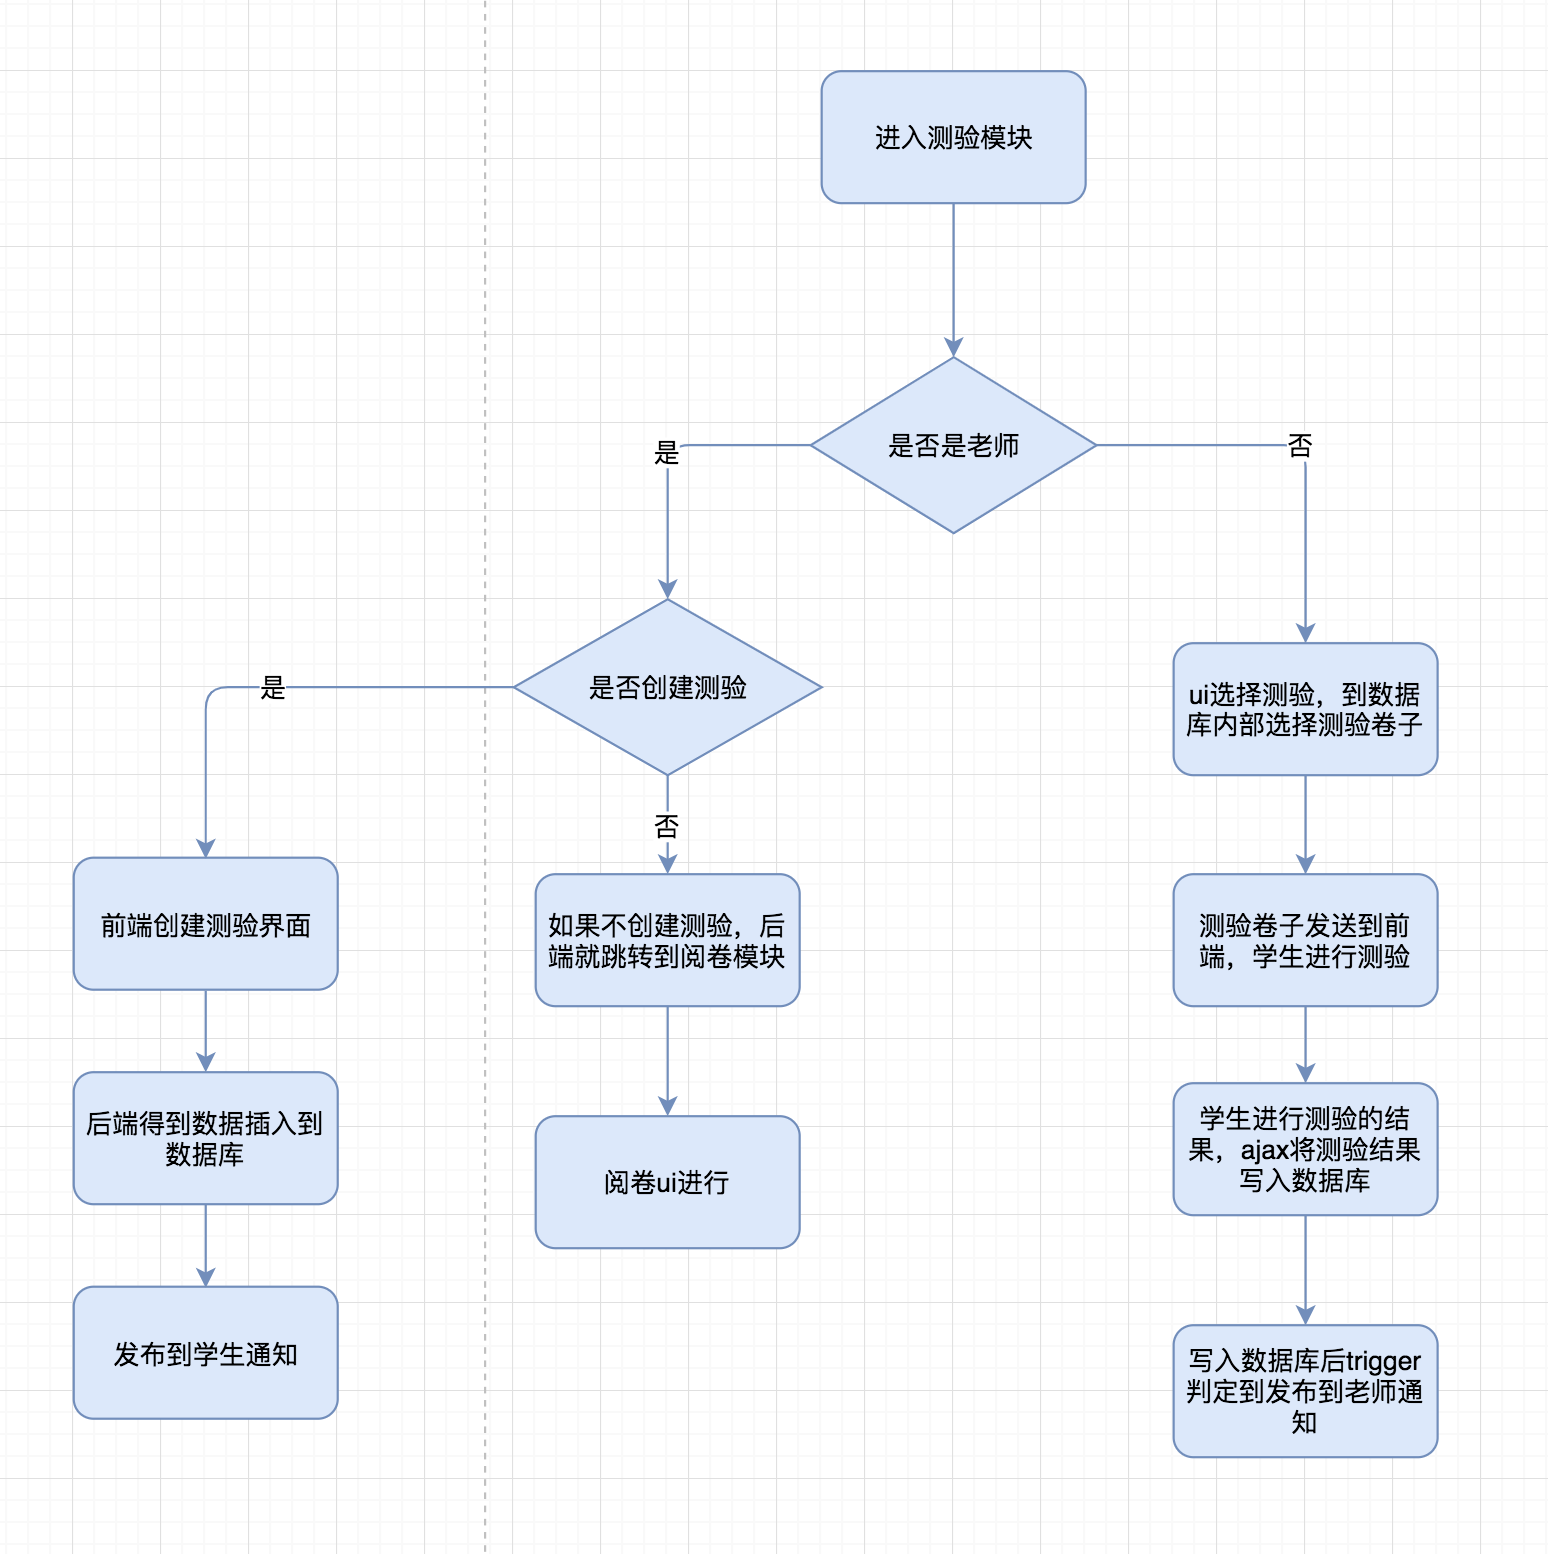 进入测验模块
是否是老师
是
否
是否创建测验
是
否
ui选择测验，到数据
库内部选择测验卷子
前端创建测验界面
如果不创建测验，后
端就跳转到阅卷模块
测验卷子发送到前
端，学生进行测验
后端得到数据插入到
数据库
阅卷ui进行
学生进行测验的结
果，ajax将测验结果
写入数据库
发布到学生通知
写入数据库后trigger
判定到发布到老师通
知